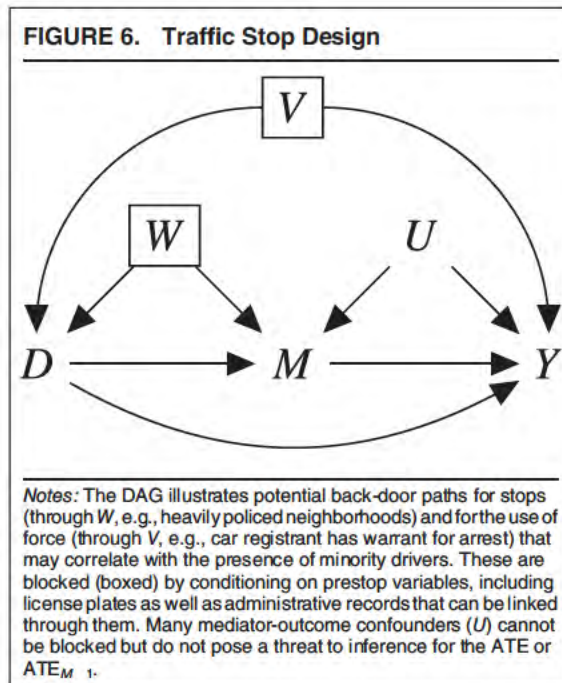 FIGURE 6. Traffic Stop Design
V
W
U
D
M
Y
Notes: The DAG illustrates potential back-door paths for stops
(through W, e.g., heavily policed neighborhoods) and for the use of
force (through V, e.g., car registrant has warrant for arrest) that
may correlate with the presence of minority drivers. These are
blocked (boxed) by conditioning on prestop variables, including
license plates as well as administrative records that can be linked
through them. Many mediator-outcome confounders (U) cannot
be blocked but do not pose a threat to inference for the ATE or
ATE_M 1.